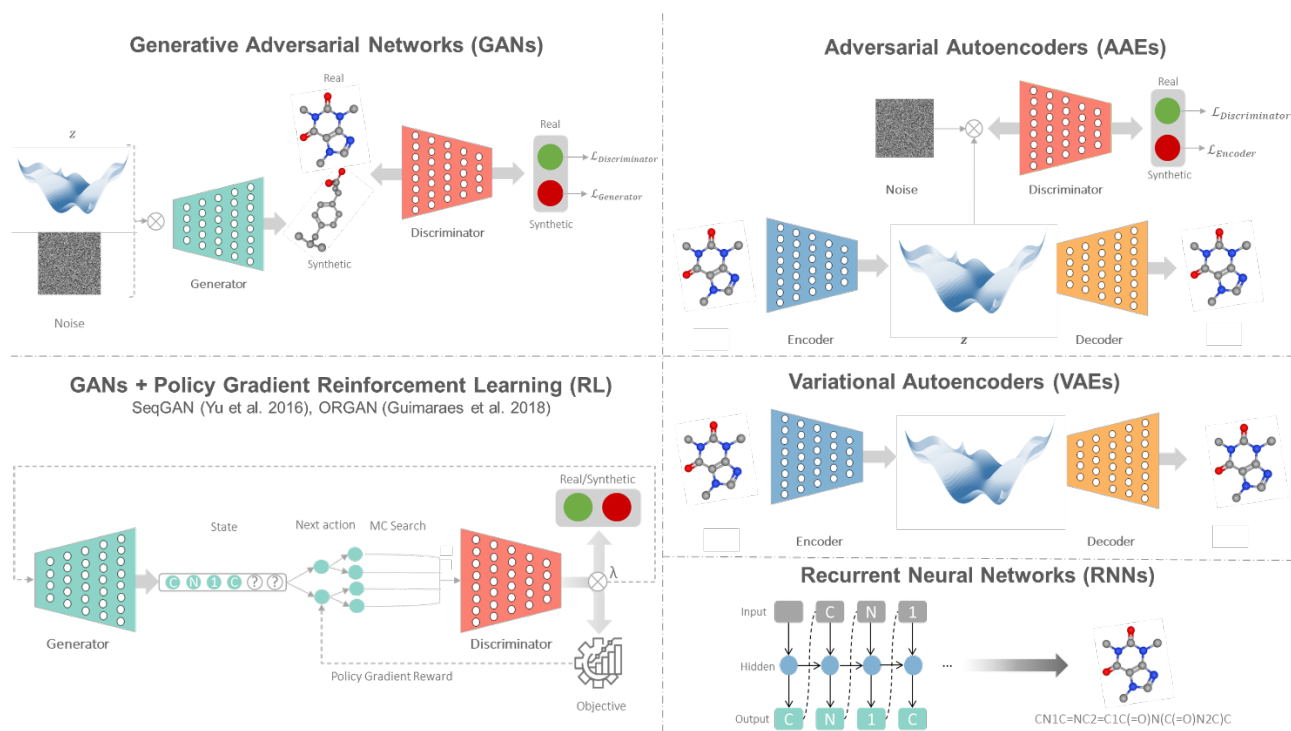 Generative Adversarial Networks (GANs)
Real
z
Real
ℒDiscriminator
ℒGenerator
Synthetic
Discriminator
Synthetic
Generator
Noise
Adversarial Autoencoders (AAEs)
Real
ℒDiscriminator
ℒEncoder
Synthetic
Noise
Discriminator
Encoder
z
Decoder
GANs + Policy Gradient Reinforcement Learning (RL)
SeqGAN (Yu et al. 2016), ORGAN (Guimaraes et al. 2018)
Real/Synthetic
State
Next action
MC Search
λ
C N 1 C ? ?
Generator
Discriminator
Policy Gradient Reward
Objective
Variational Autoencoders (VAEs)
Encoder
Decoder
Recurrent Neural Networks (RNNs)
Input
C N 1
Hidden
...
Output
C N 1 C
CN1C=NC2=C1C(=O)N(C(=O)N2C)C